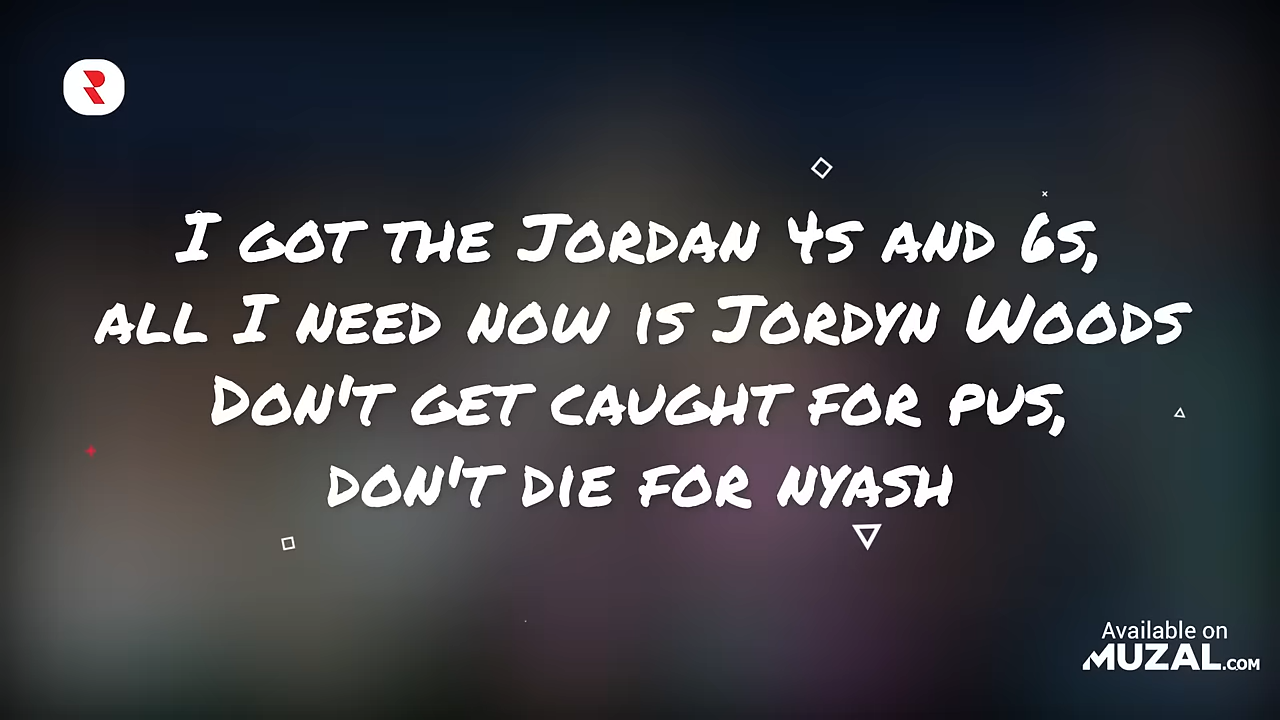 I got the Jordan 4s and 6s,
all I need now is Jordyn Woods
Don't get caught for pus,
don't die for nyash
Available on
MUZAL.COM